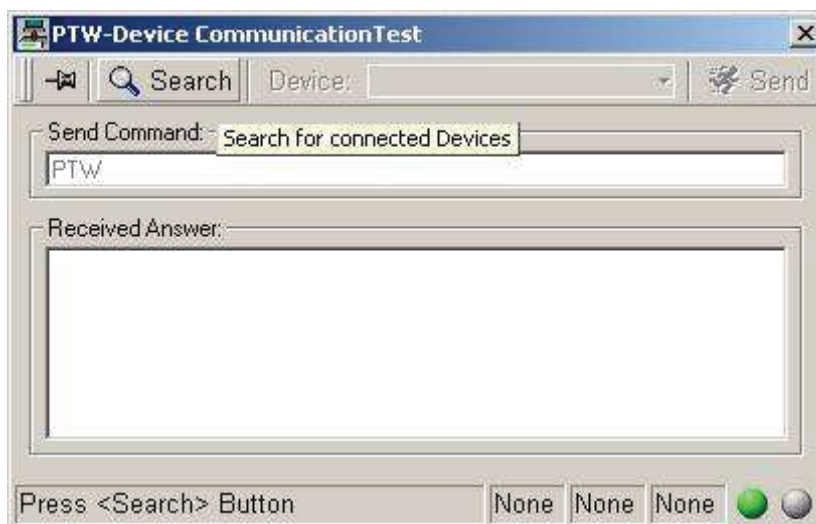 PTW-Device CommunicationTest
Search Device: Send
Send Command:
Search for connected Devices
PTW
Received Answer:
Press <Search> Button None None None